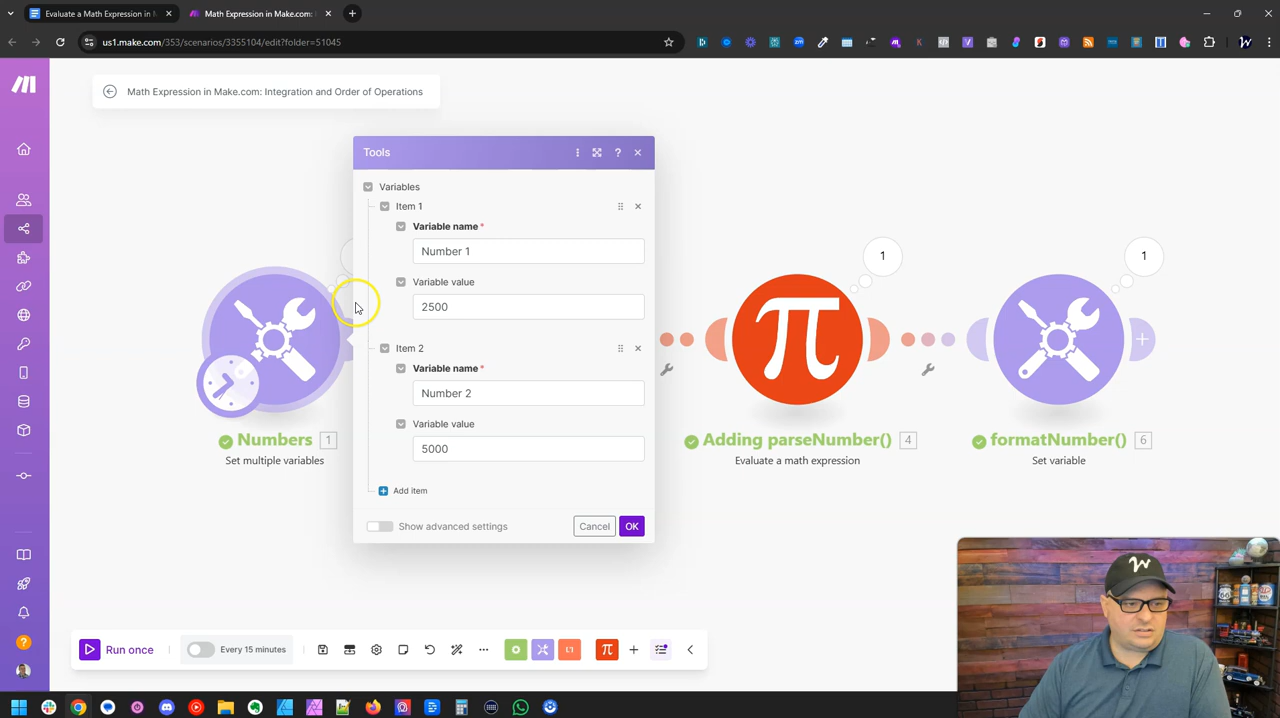 Evaluate a Math Expression in M
Math Expression in Make.com:
us1.make.com/353/scenarios/3355104/edit?folder=51045
Math Expression in Make.com: Integration and Order of Operations
Tools
Variables
Item 1
Variable name*
Number 1
Variable value
2500
Item 2
Variable name*
Number 2
Variable value
5000
Add item
Show advanced settings
Cancel
OK
1
1
Numbers 1
Set multiple variables
Adding parseNumber() 4
Evaluate a math expression
formatNumber() 6
Set variable
Run once
Every 15 minutes